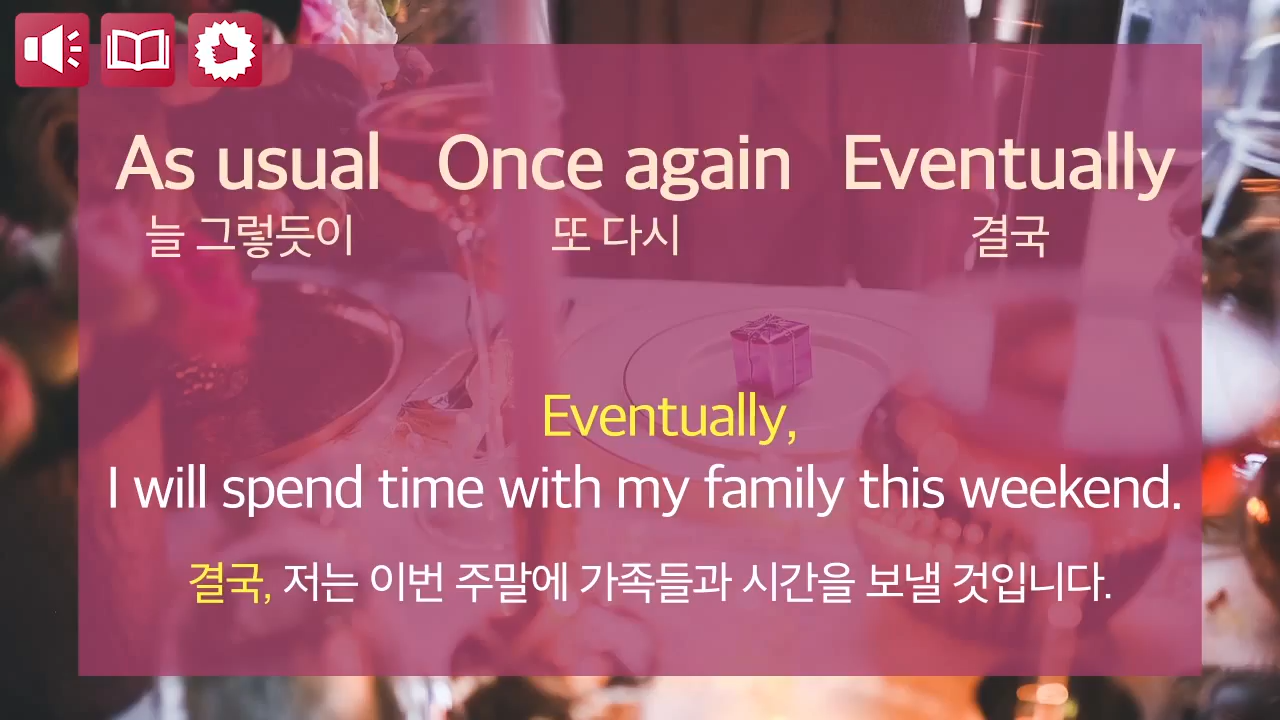 As usual Once again Eventually
늘 그렇듯이 또 다시 결국
Eventually,
I will spend time with my family this weekend.
결국, 저는 이번 주말에 가족들과 시간을 보낼 것입니다.